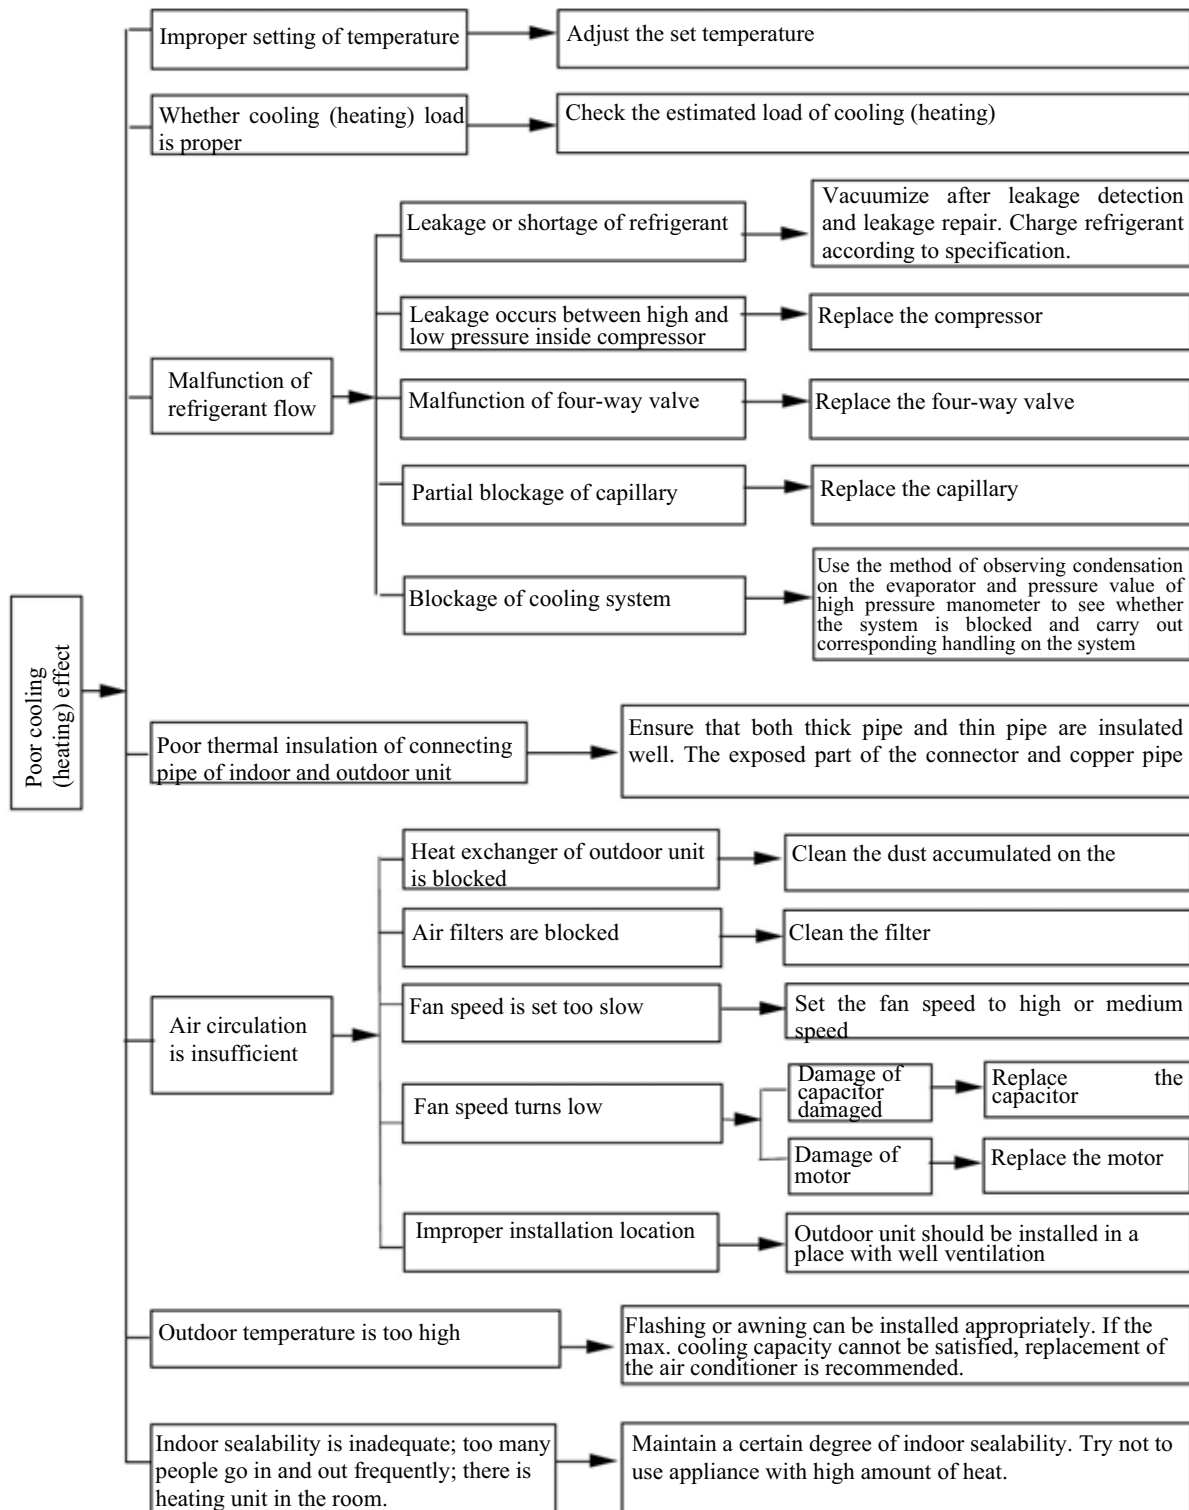 Improper setting of temperature
Adjust the set temperature
Whether cooling (heating) load
is proper
Check the estimated load of cooling (heating)
Leakage or shortage of refrigerant
Vacuumize after leakage detection
and leakage repair. Charge refrigerant
according to specification.
Leakage occurs between high and
low pressure inside compressor
Replace the compressor
Malfunction of
refrigerant flow
Malfunction of four-way valve
Replace the four-way valve
Partial blockage of capillary
Replace the capillary
Blockage of cooling system
Use the method of observing condensation
on the evaporator and pressure value of
high pressure manometer to see whether
the system is blocked and carry out
corresponding handling on the system
Poor cooling
(heating) effect
Poor thermal insulation of connecting
pipe of indoor and outdoor unit
Ensure that both thick pipe and thin pipe are insulated
well. The exposed part of the connector and copper pipe
Heat exchanger of outdoor unit
is blocked
Clean the dust accumulated on the
Air filters are blocked
Clean the filter
Air circulation
is insufficient
Fan speed is set too slow
Set the fan speed to high or medium
speed
Fan speed turns low
Damage of
capacitor
damaged
Replace the
capacitor
Damage of
motor
Replace the motor
Improper installation location
Outdoor unit should be installed in a
place with well ventilation
Outdoor temperature is too high
Flashing or awning can be installed appropriately. If the
max. cooling capacity cannot be satisfied, replacement of
the air conditioner is recommended.
Indoor sealability is inadequate; too many
people go in and out frequently; there is
heating unit in the room.
Maintain a certain degree of indoor sealability. Try not to
use appliance with high amount of heat.